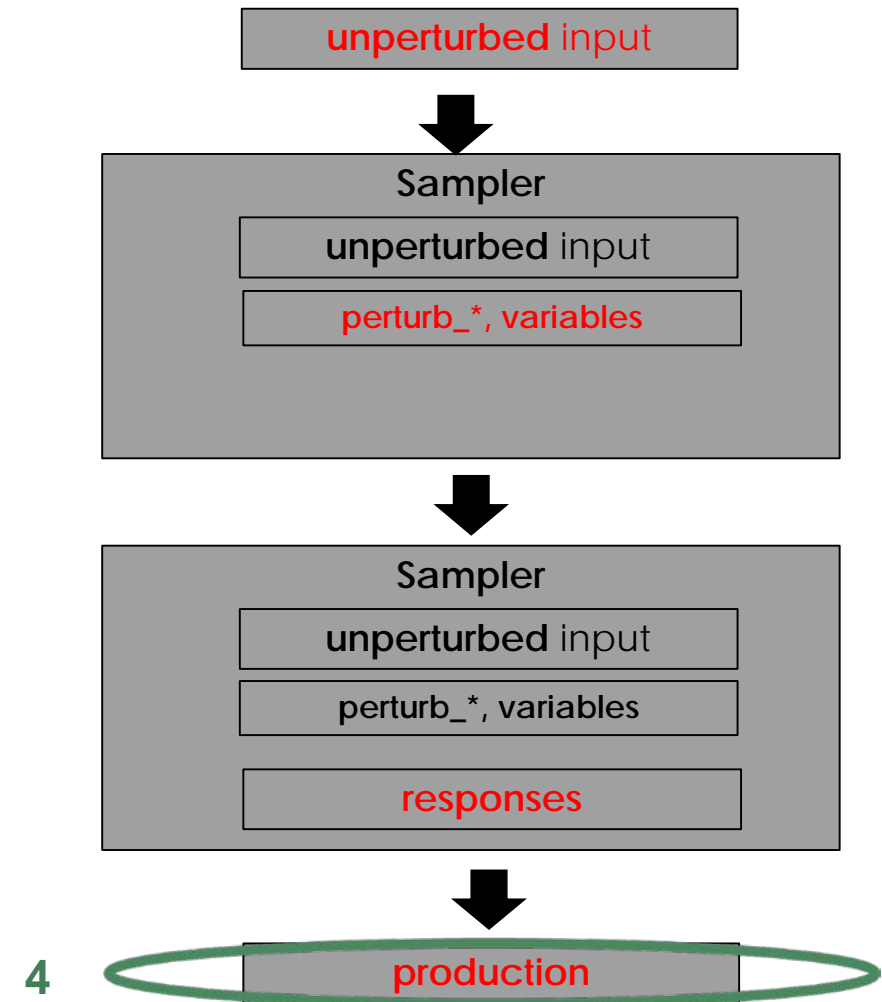 unperturbed input
Sampler
unperturbed input
perturb_*, variables
Sampler
unperturbed input
perturb_*, variables
responses
4
production